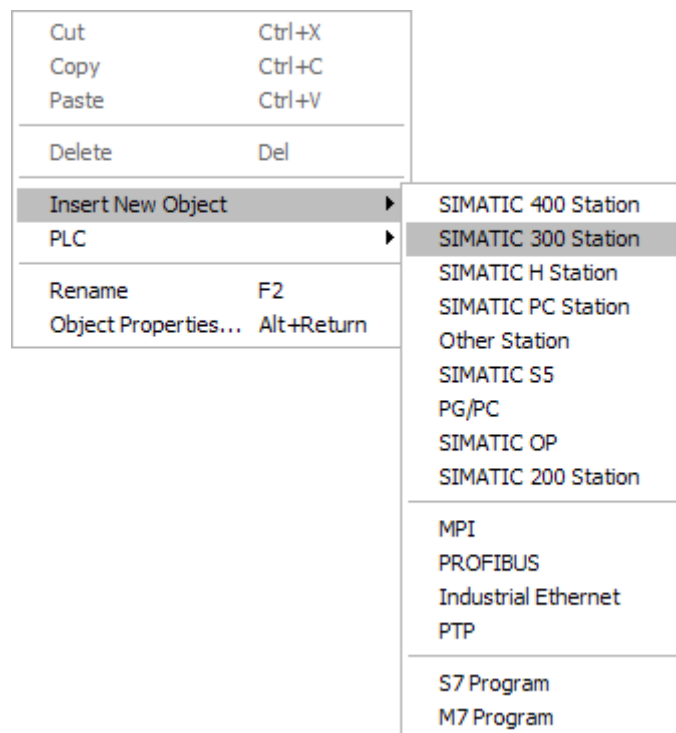 Cut Ctrl+X
Copy Ctrl+C
Paste Ctrl+V
Delete Del
Insert New Object
PLC
Rename F2
Object Properties... Alt+Return
SIMATIC 400 Station
SIMATIC 300 Station
SIMATIC H Station
SIMATIC PC Station
Other Station
SIMATIC S5
PG/PC
SIMATIC OP
SIMATIC 200 Station
MPI
PROFIBUS
Industrial Ethernet
PTP
S7 Program
M7 Program